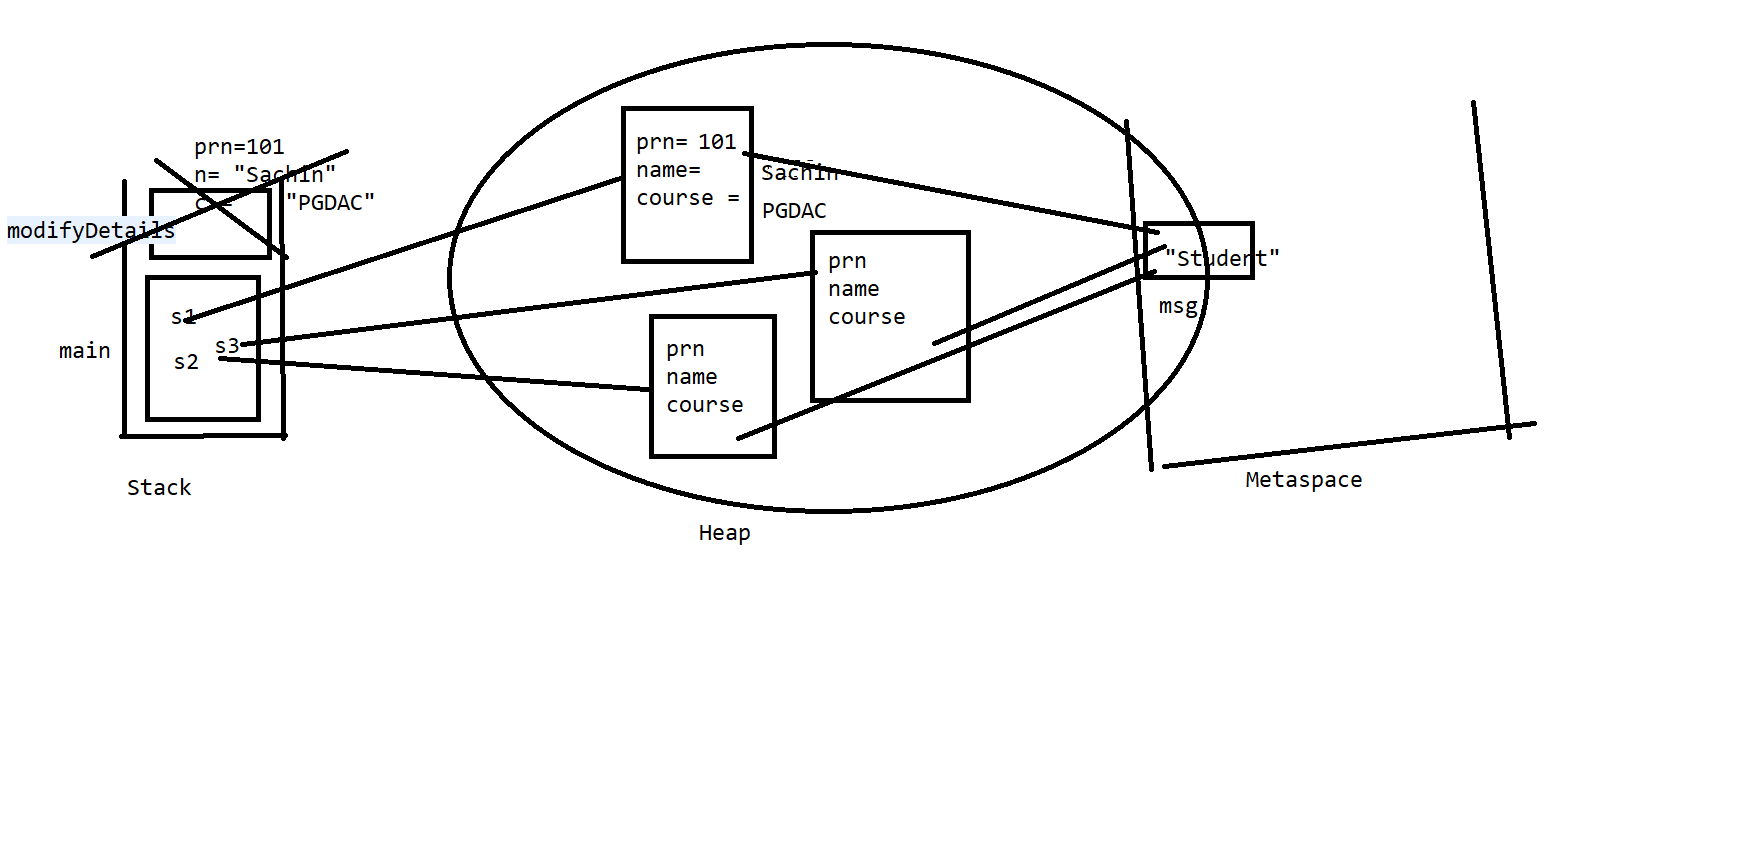 prn=101
n= "Sachin"
c = "PGDAC"
modifyDetails
s1
s3
s2
main
Stack
prn= 101
name= Sachin
course = PGDAC
prn
name
course
prn
name
course
Heap
"Student"
msg
Metaspace